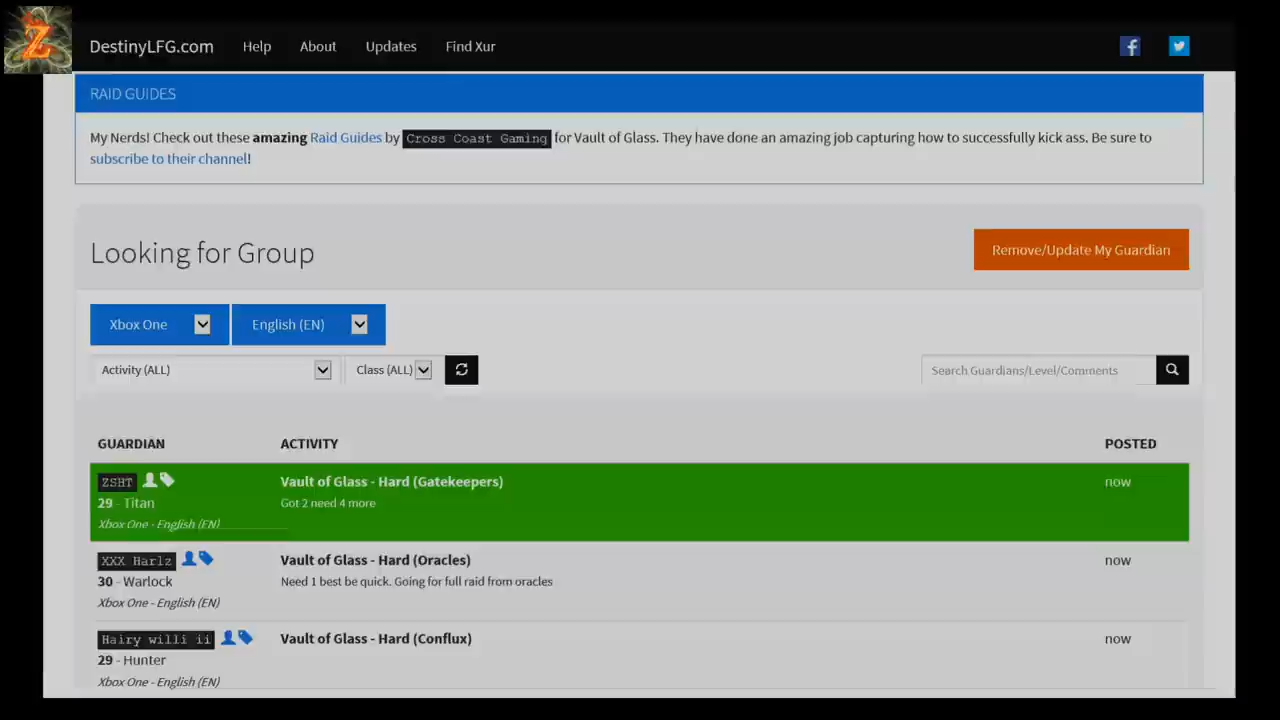 Z
DestinyLFG.com Help About Updates Find Xur
RAID GUIDES
My Nerds! Check out these amazing Raid Guides by Cross Coast Gaming for Vault of Glass. They have done an amazing job capturing how to successfully kick ass. Be sure to
subscribe to their channel!
Looking for Group
Remove/Update My Guardian
Xbox One English (EN)
Activity (ALL) Class (ALL) Search Guardians/Level/Comments
GUARDIAN ACTIVITY POSTED
ZSHT Vault of Glass - Hard (Gatekeepers) now
29 - Titan Got 2 need 4 more
Xbox One - English (EN)
XXX Harlz Vault of Glass - Hard (Oracles) now
30 - Warlock Need 1 best be quick. Going for full raid from oracles
Xbox One - English (EN)
Hairy willi ii Vault of Glass - Hard (Conflux) now
29 - Hunter
Xbox One - English (EN)